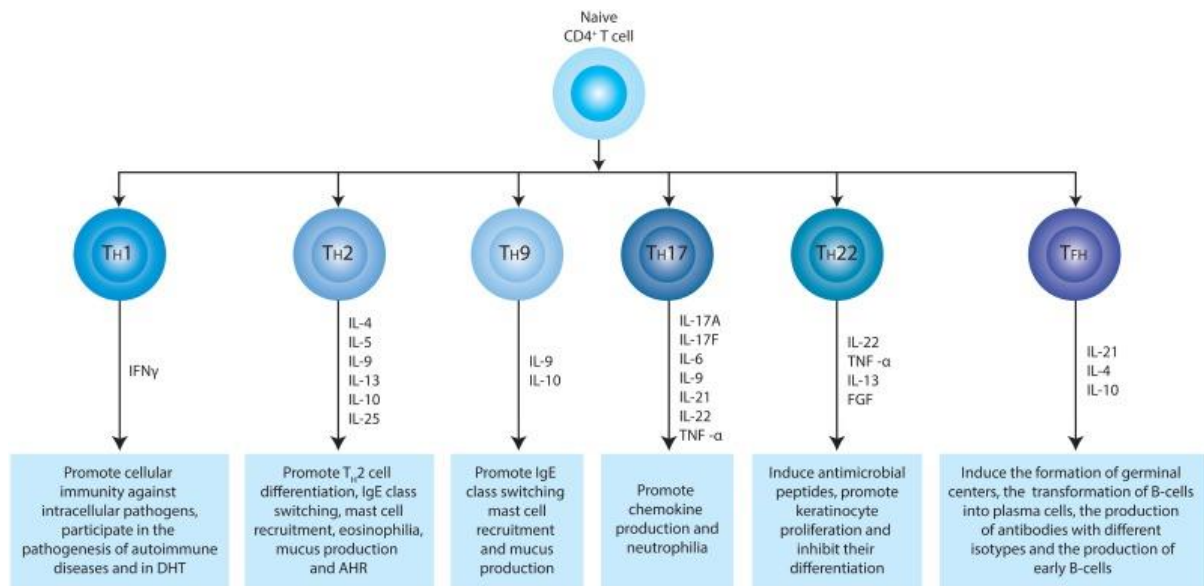 Naive
CD4⁺ T cell
TH1
TH2
TH9
TH17
TH22
TFH
IFNγ
IL-4
IL-5
IL-9
IL-13
IL-10
IL-25
IL-9
IL-10
IL-17A
IL-17F
IL-6
IL-9
IL-21
IL-22
TNF -α
IL-22
TNF -α
IL-13
FGF
IL-21
IL-4
IL-10
Promote cellular
immunity against
intracellular pathogens,
participate in the
pathogenesis of autoimmune
diseases and in DHT
Promote TH2 cell
differentiation, IgE class
switching, mast cell
recruitment, eosinophilia,
mucus production
and AHR
Promote IgE
class switching
mast cell
recruitment
and mucus
production
Promote
chemokine
production and
neutrophilia
Induce antimicrobial
peptides, promote
keratinocyte
proliferation and
inhibit their
differentiation
Induce the formation of germinal
centers, the transformation of B-cells
into plasma cells, the production
of antibodies with different
isotypes and the production of
early B-cells